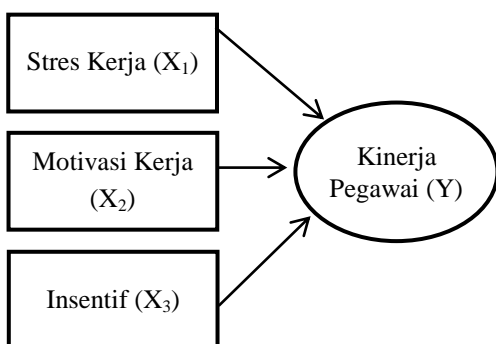 Stres Kerja (X₁)
Motivasi Kerja
(X₂)
Insentif (X₃)
Kinerja
Pegawai (Y)